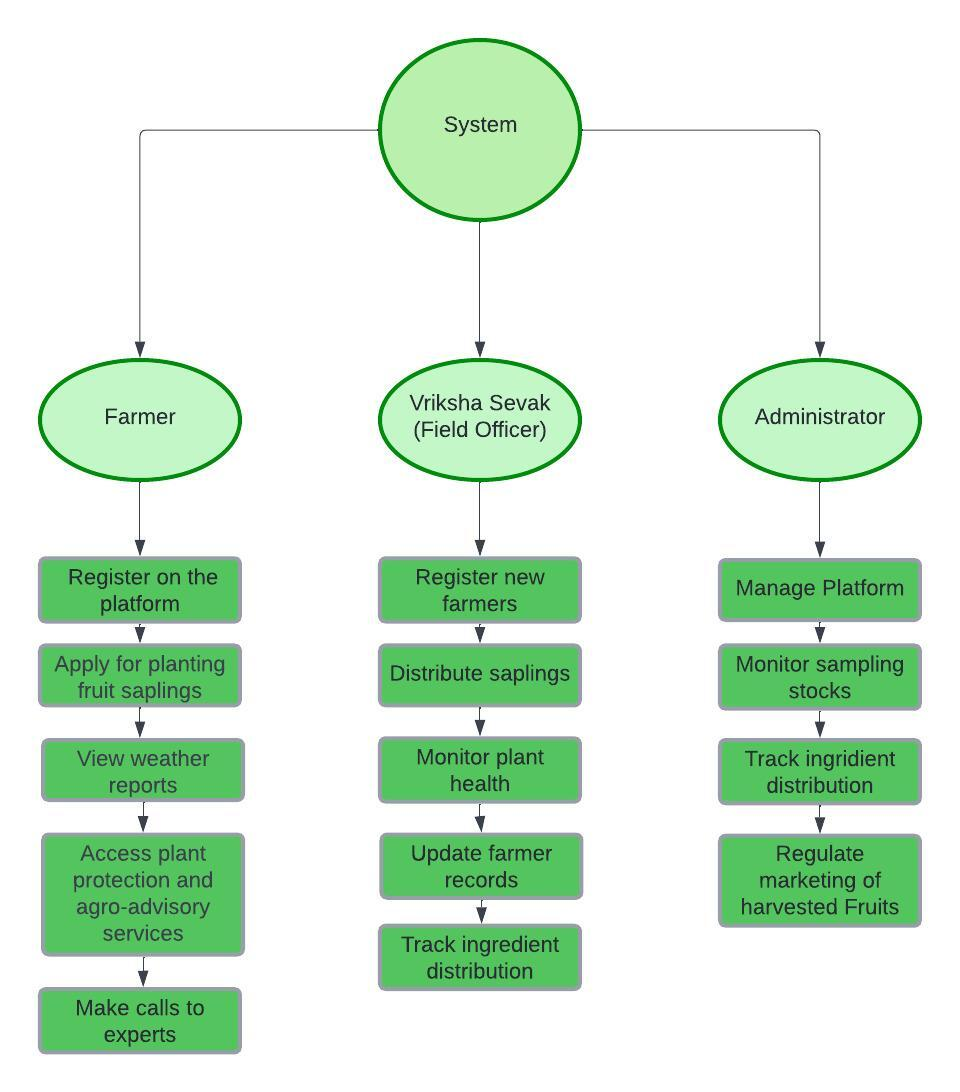 System
Farmer
Vriksha Sevak
(Field Officer)
Administrator
Register on the
platform
Apply for planting
fruit saplings
View weather
reports
Access plant
protection and
agro-advisory
services
Make calls to
experts
Register new
farmers
Distribute saplings
Monitor plant
health
Update farmer
records
Track ingredient
distribution
Manage Platform
Monitor sampling
stocks
Track ingridient
distribution
Regulate
marketing of
harvested Fruits